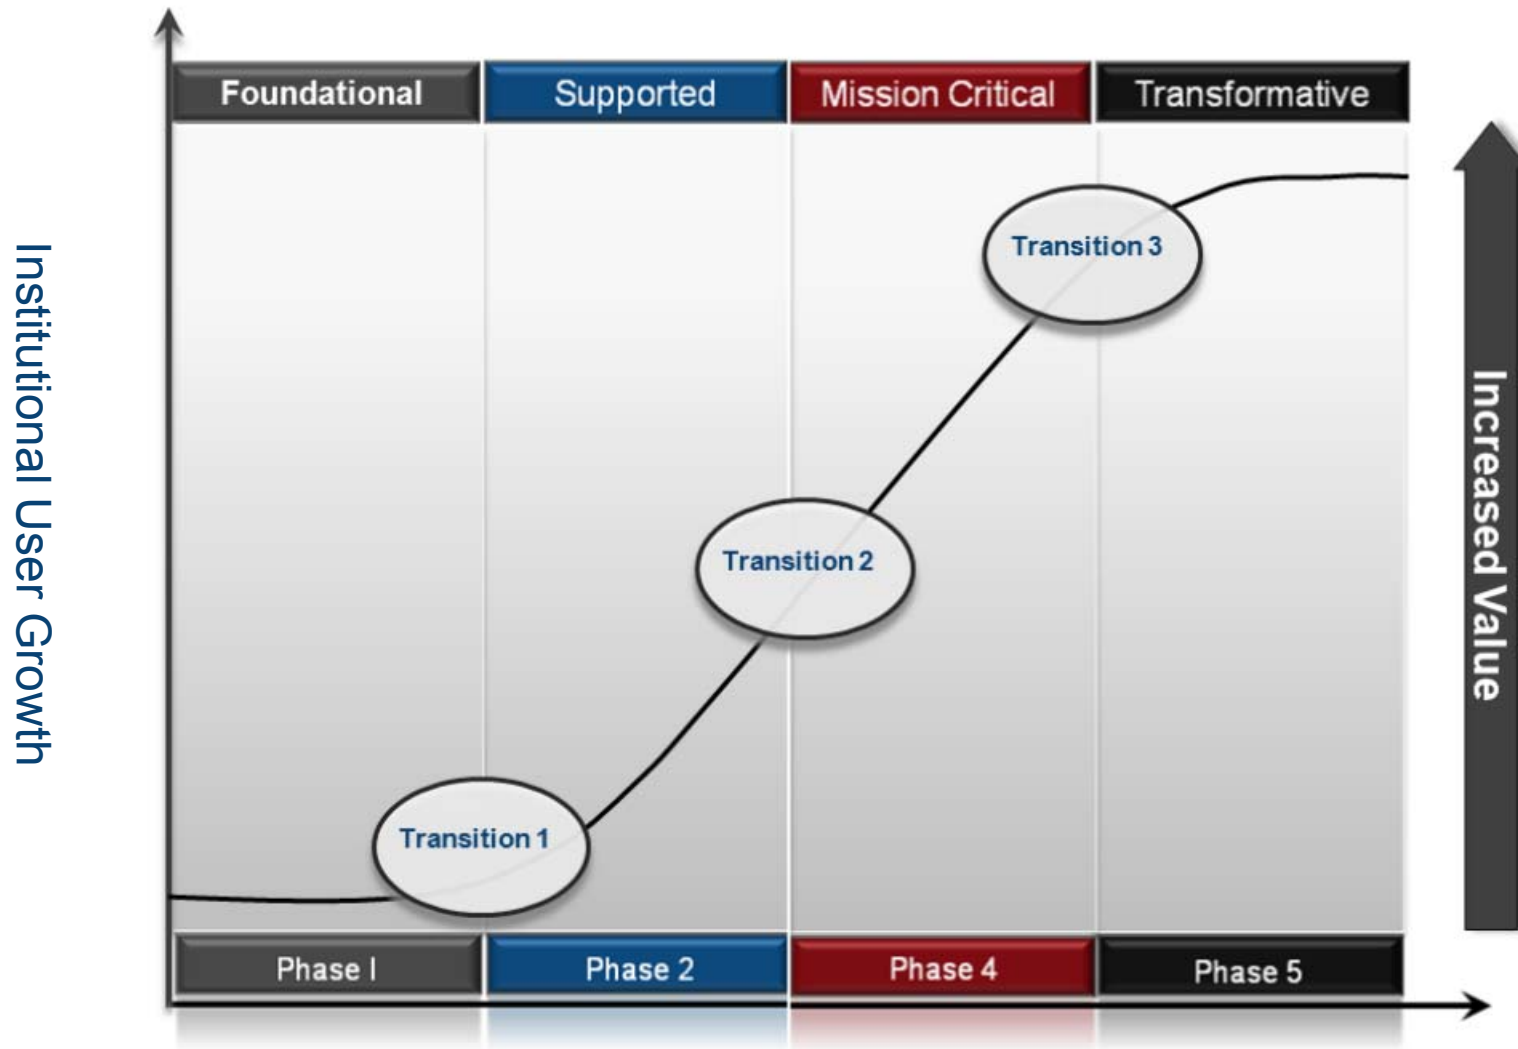 Foundational
Supported
Mission Critical
Transformative
Institutional User Growth
Transition 3
Transition 2
Transition 1
Increased Value
Phase I
Phase 2
Phase 4
Phase 5